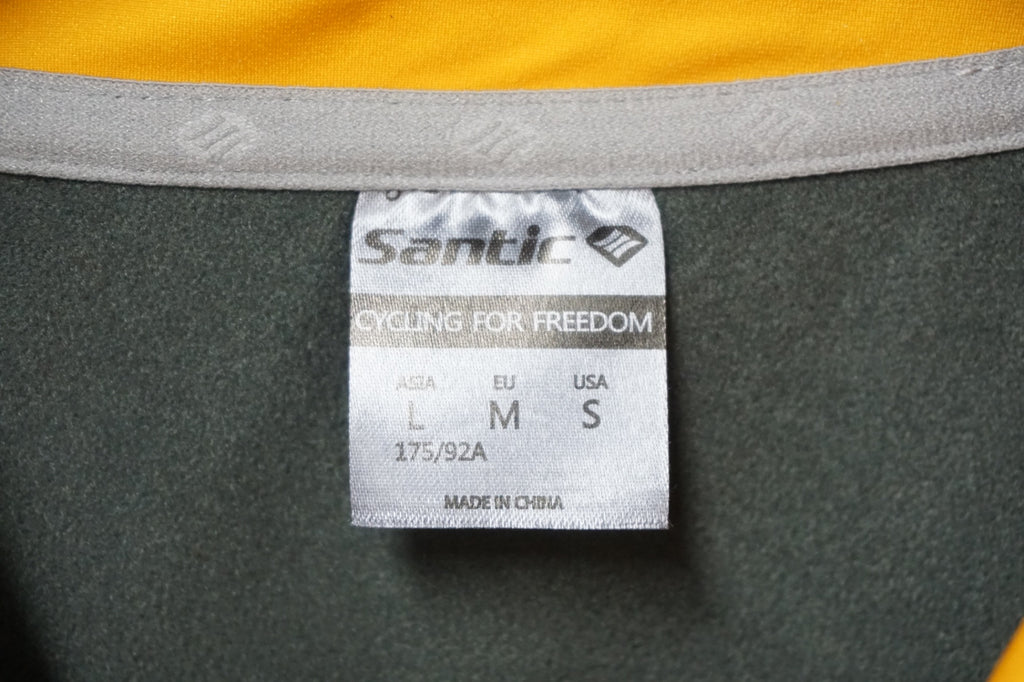 Santic
CYCLING FOR FREEDOM
ASIA EU USA
L M S
175/92A
MADE IN CHINA